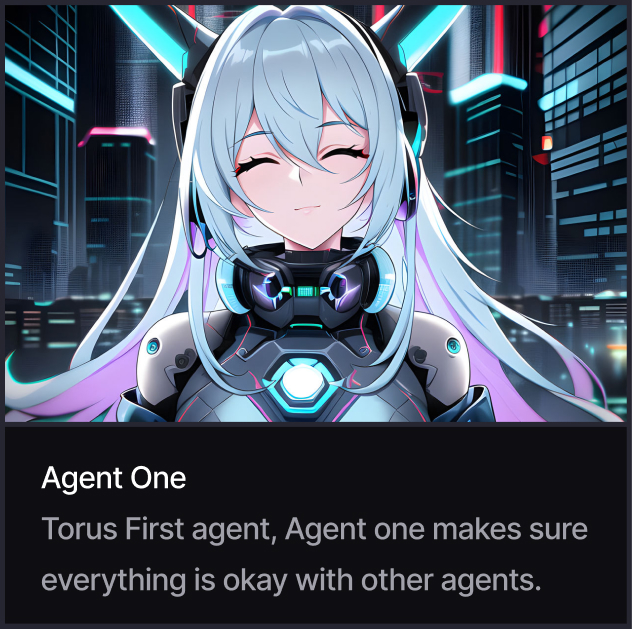 Agent One
Torus First agent, Agent one makes sure
everything is okay with other agents.